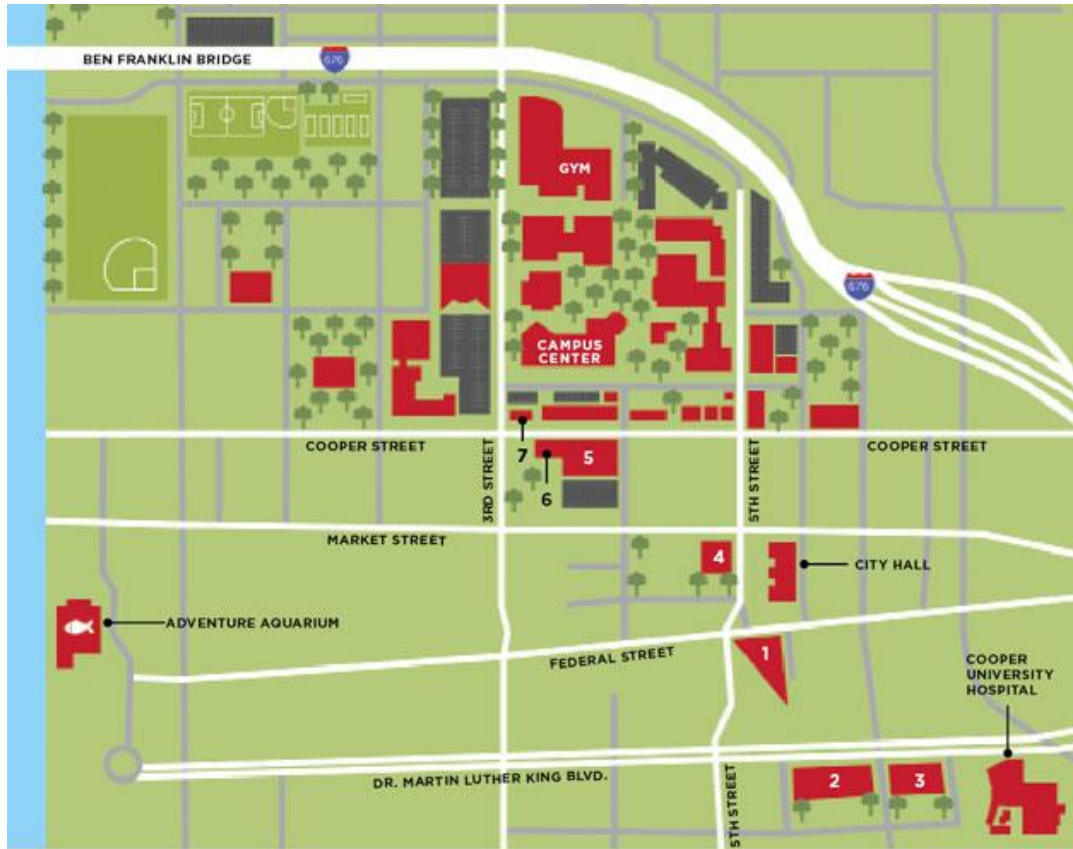 BEN FRANKLIN BRIDGE
676
GYM
676
CAMPUS
CENTER
COOPER STREET
COOPER STREET
7
5
6
3RD STREET
5TH STREET
MARKET STREET
4
CITY HALL
ADVENTURE AQUARIUM
FEDERAL STREET
1
COOPER
UNIVERSITY
HOSPITAL
DR. MARTIN LUTHER KING BLVD.
5TH STREET
2
3